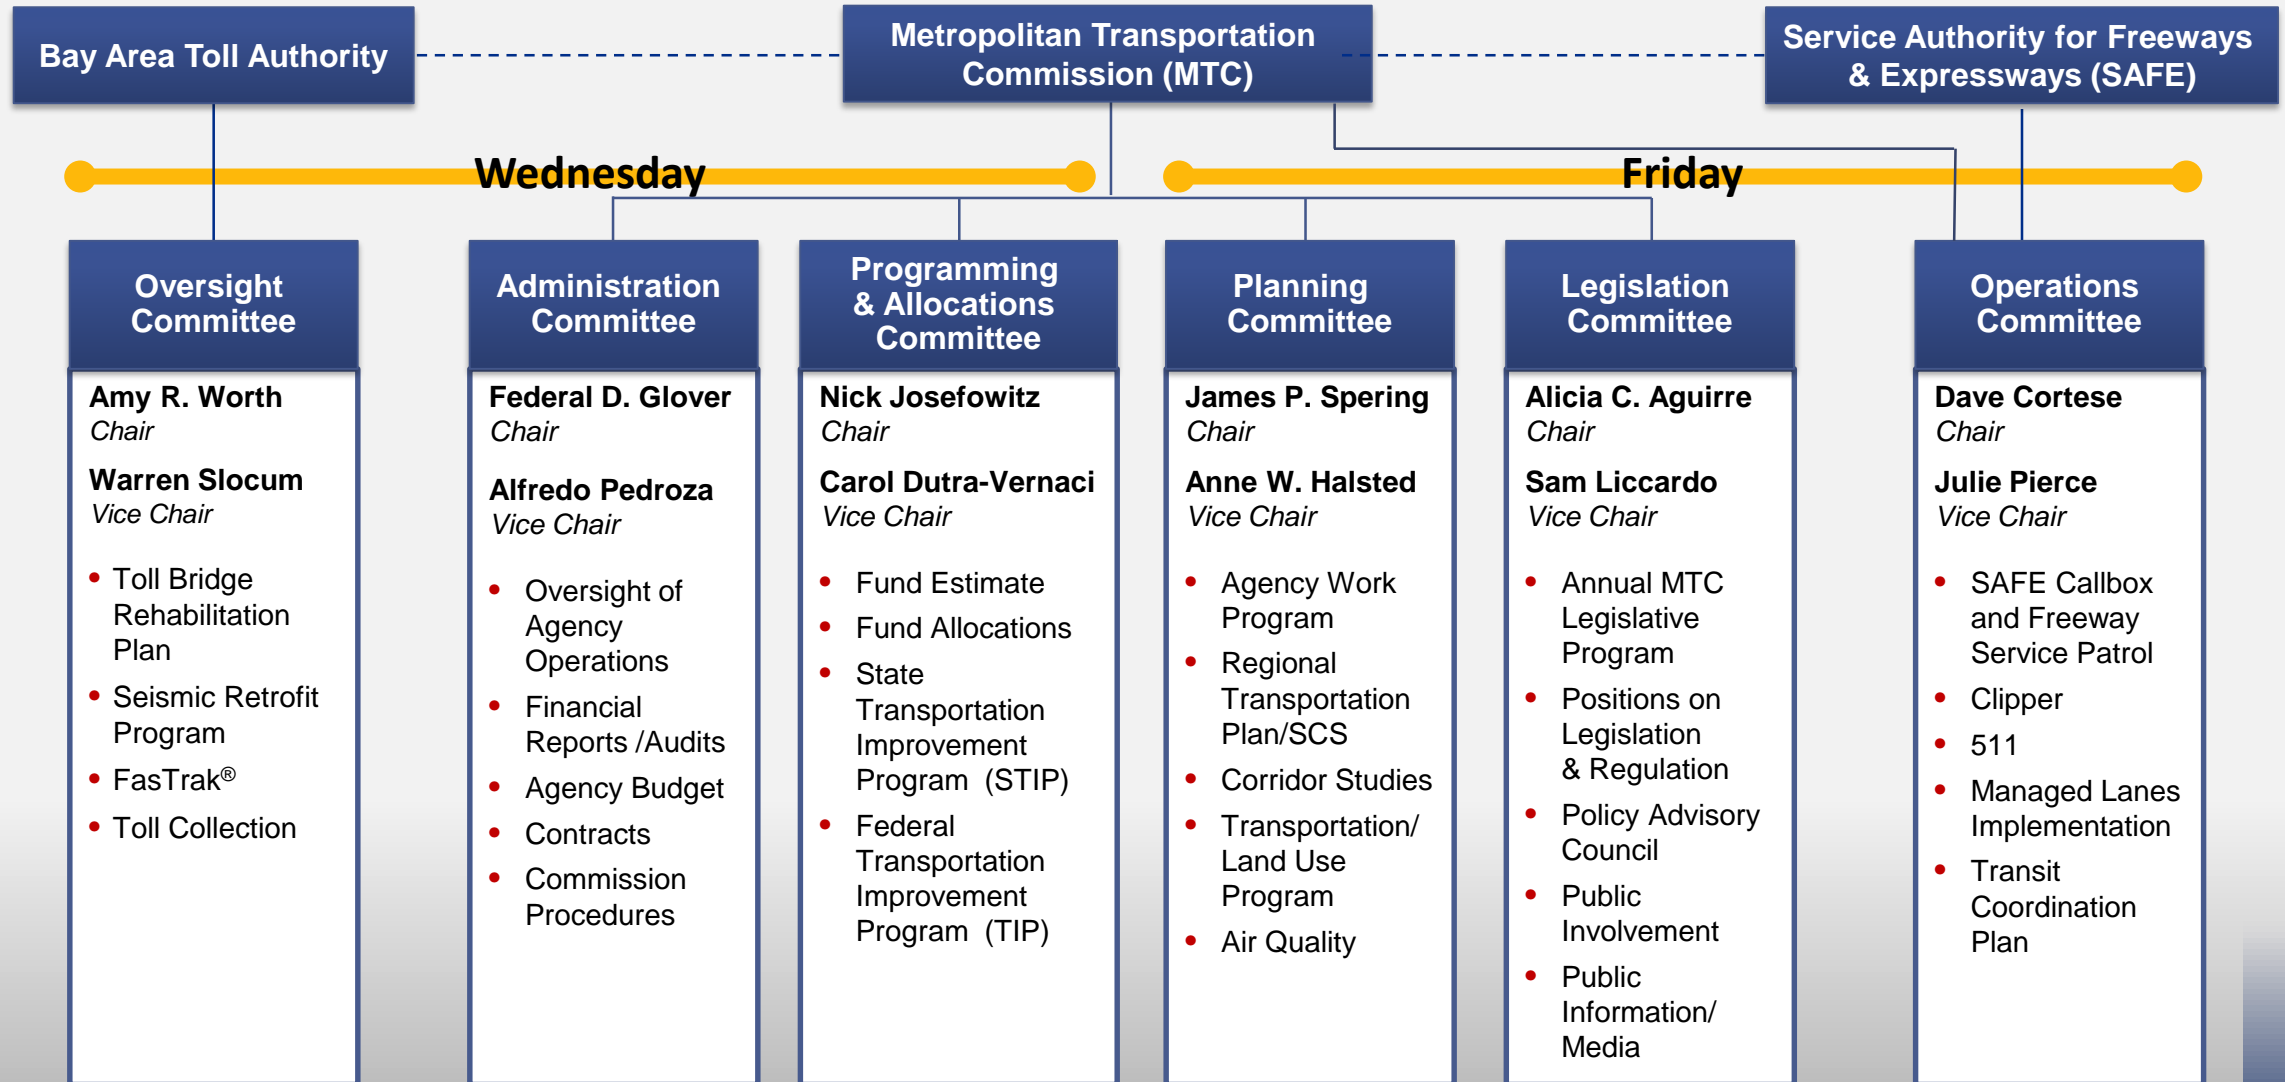 Bay Area Toll Authority
Metropolitan Transportation
Commission (MTC)
Service Authority for Freeways
& Expressways (SAFE)
Wednesday
Friday
Oversight
Committee
Amy R. Worth
Chair
Warren Slocum
Vice Chair
• Toll Bridge
Rehabilitation
Plan
• Seismic Retrofit
Program
• FasTrak®
• Toll Collection
Administration
Committee
Federal D. Glover
Chair
Alfredo Pedroza
Vice Chair
• Oversight of
Agency
Operations
• Financial
Reports /Audits
• Agency Budget
• Contracts
• Commission
Procedures
Programming
& Allocations
Committee
Nick Josefowitz
Chair
Carol Dutra-Vernaci
Vice Chair
• Fund Estimate
• Fund Allocations
• State
Transportation
Improvement
Program (STIP)
• Federal
Transportation
Improvement
Program (TIP)
Planning
Committee
James P. Spering
Chair
Anne W. Halsted
Vice Chair
• Agency Work
Program
• Regional
Transportation
Plan/SCS
• Corridor Studies
• Transportation/
Land Use
Program
• Air Quality
Legislation
Committee
Alicia C. Aguirre
Chair
Sam Liccardo
Vice Chair
• Annual MTC
Legislative
Program
• Positions on
Legislation
& Regulation
• Policy Advisory
Council
• Public
Involvement
• Public
Information/
Media
Operations
Committee
Dave Cortese
Chair
Julie Pierce
Vice Chair
• SAFE Callbox
and Freeway
Service Patrol
• Clipper
• 511
• Managed Lanes
Implementation
• Transit
Coordination
Plan